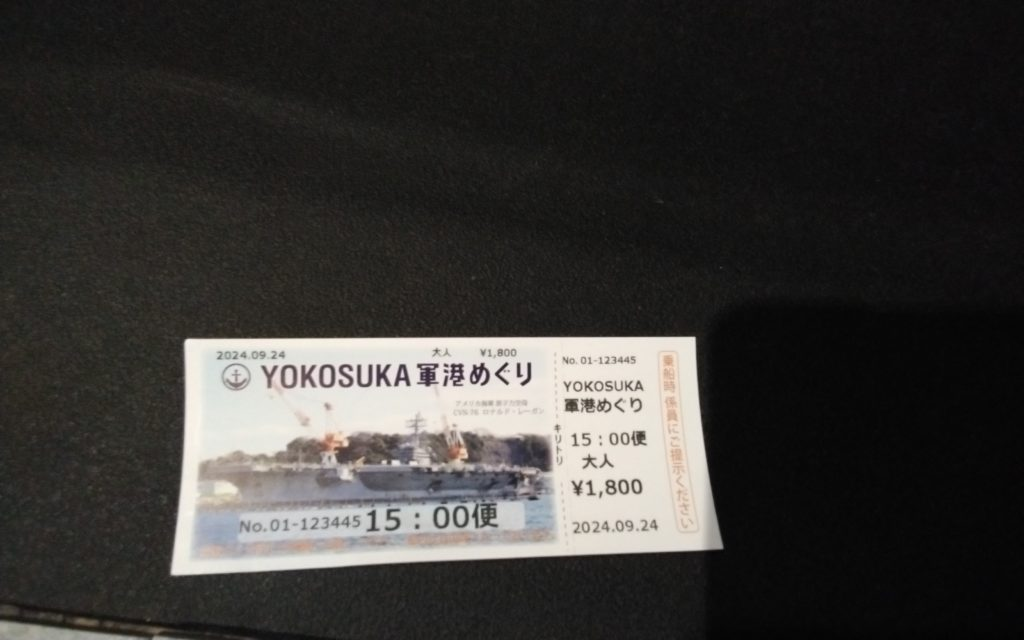 2024.09.24 大人 ¥1,800
YOKOSUKA 軍港めぐり
アメリカ海軍 原子力空母
CVN-76 ロナルド・レーガン
No.01-123445 15：00便
キリトリ
No. 01-123445
YOKOSUKA
軍港めぐり
15：00便
大人
¥1,800
2024.09.24
乗船時係員にご提示ください